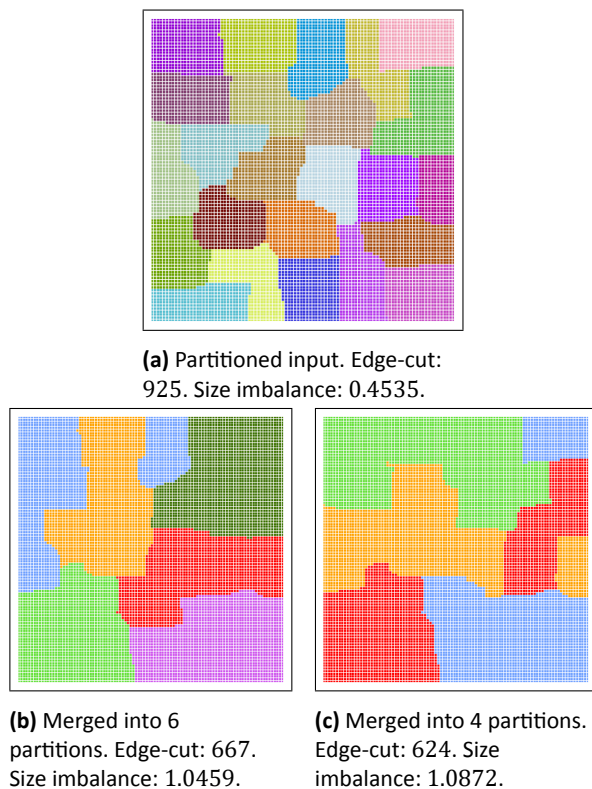 (a) Partitioned input. Edge-cut:
925. Size imbalance: 0.4535.
(b) Merged into 6
partitions. Edge-cut: 667.
Size imbalance: 1.0459.
(c) Merged into 4 partitions.
Edge-cut: 624. Size
imbalance: 1.0872.